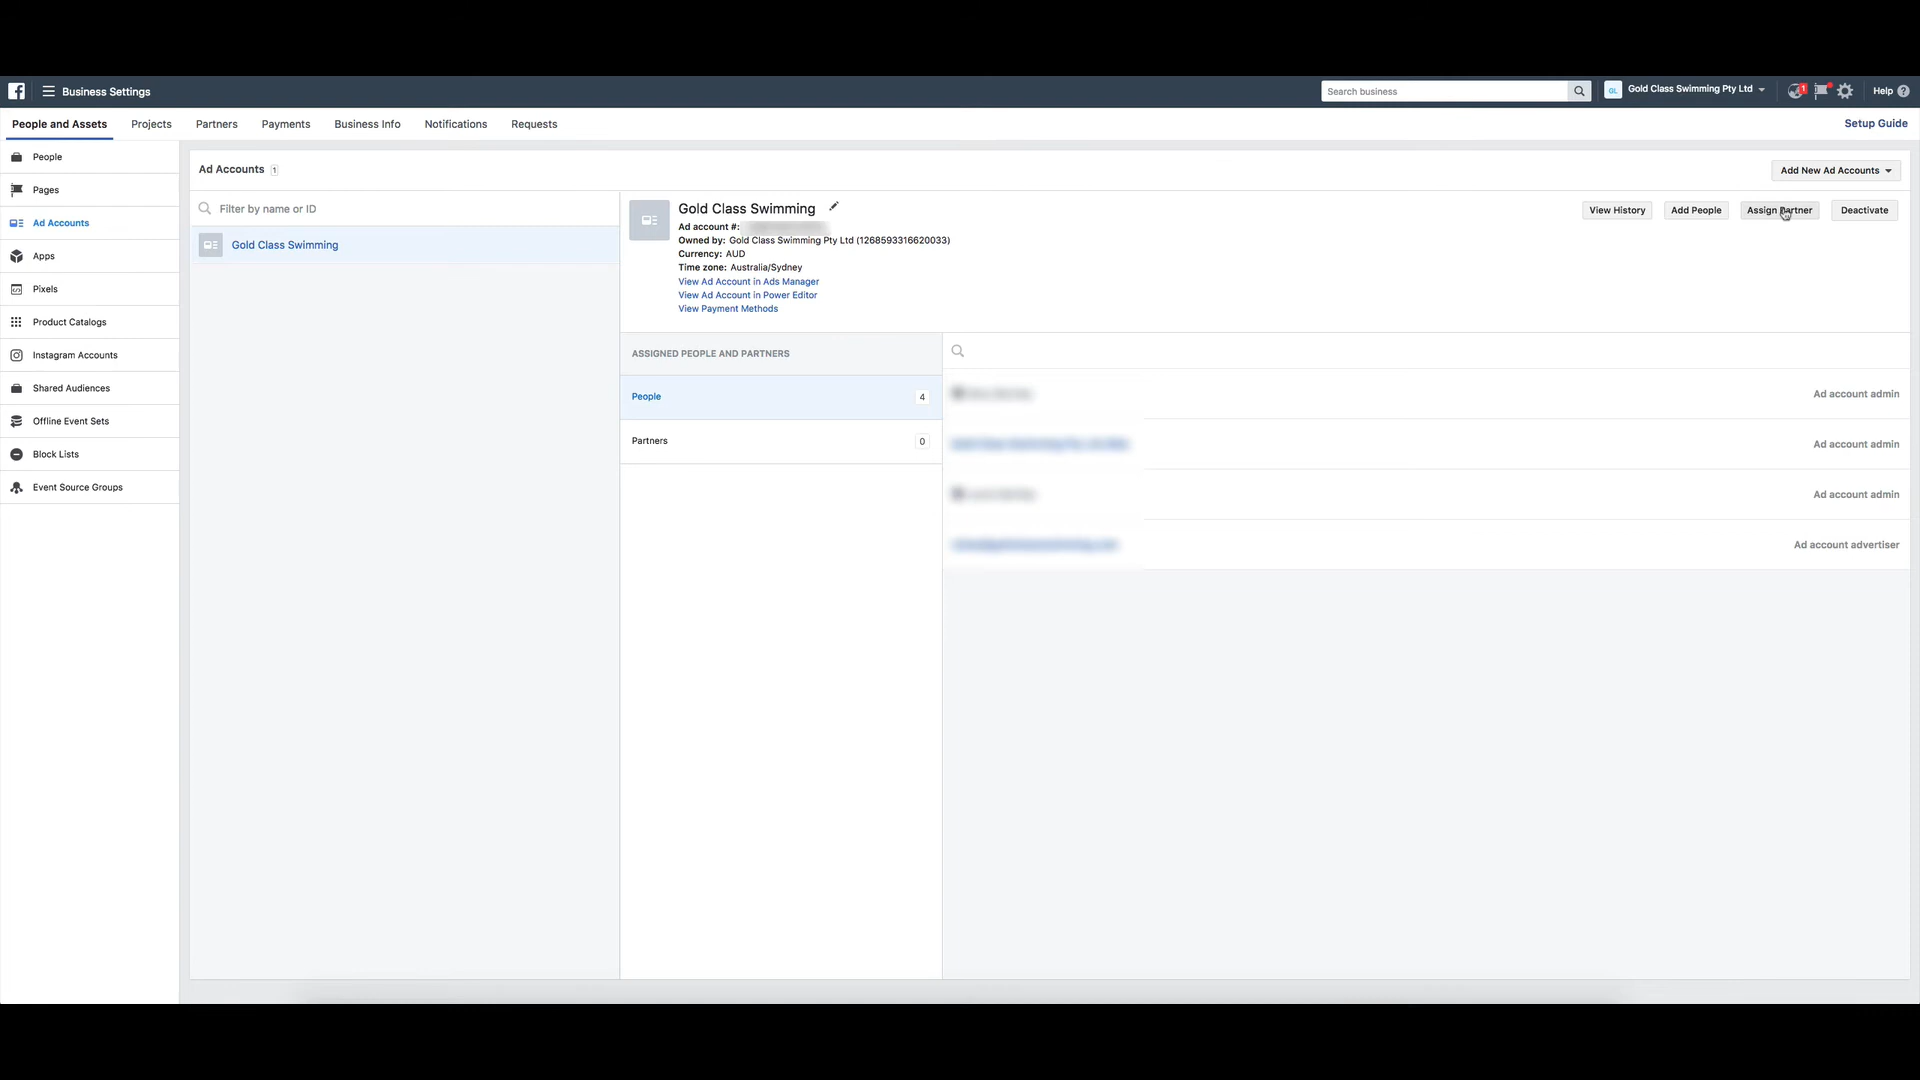 Business Settings
Search business
GL
Gold Class Swimming Pty Ltd
1
Help ?
People and Assets
Projects
Partners
Payments
Business Info
Notifications
Requests
Setup Guide
People
Pages
Ad Accounts
Apps
Pixels
Product Catalogs
Instagram Accounts
Shared Audiences
Offline Event Sets
Block Lists
Event Source Groups
Ad Accounts 1
Add New Ad Accounts
Filter by name or ID
Gold Class Swimming
Gold Class Swimming
Ad account #:
Owned by: Gold Class Swimming Pty Ltd (1268593316620033)
Currency: AUD
Time zone: Australia/Sydney
View Ad Account in Ads Manager
View Ad Account in Power Editor
View Payment Methods
View History
Add People
Assign Partner
Deactivate
ASSIGNED PEOPLE AND PARTNERS
People 4
Partners 0
Ad account admin
Ad account admin
Ad account admin
Ad account advertiser